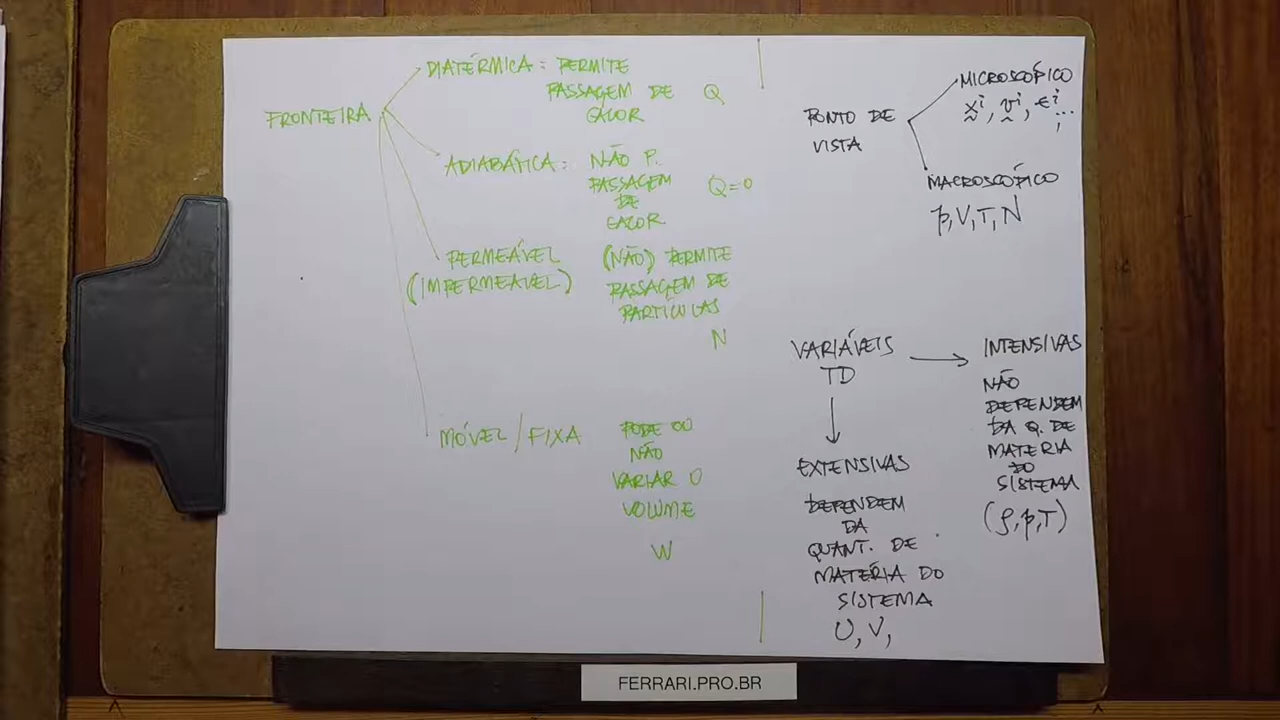 FRONTEIRA
DIATÉRMICA : PERMITE
PASSAGEM DE Q
CALOR
ADIABÁTICA : NÃO P.
PASSAGEM Q=0
DE
CALOR
PERMEÁVEL (NÃO) PERMITE
(IMPERMEÁVEL) PASSAGEM DE
PARTÍCULAS
N
MÓVEL / FIXA PODE OU
NÃO
VARIAR O
VOLUME
W
PONTO DE
VISTA
MICROSCÓPICO
x^i, v^i, ε^i, ...
MACROSCÓPICO
p, V, T, N
VARIÁVEIS → INTENSIVAS
TD
NÃO
DEPENDEM
DA Q. DE
MATERIA
DO
SISTEMA
(ρ, p, T)
EXTENSIVAS
DEPENDEM
DA
QUANT. DE
MATÉRIA DO
SISTEMA
U, V,
FERRARI.PRO.BR